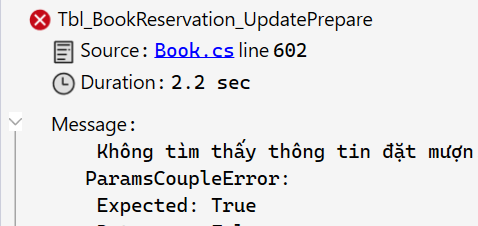 Tbl_BookReservation_UpdatePrepare
Source: Book.cs line 602
Duration: 2.2 sec
Message:
Không tìm thấy thông tin đặt mượn
ParamsCoupleError:
Expected: True